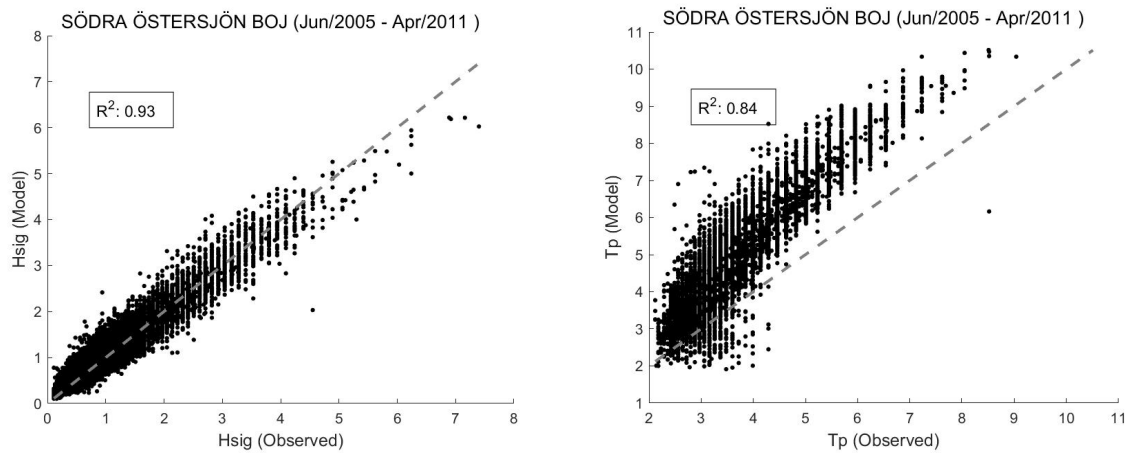 SÖDRA ÖSTERSJÖN BOJ (Jun/2005 - Apr/2011 )
8
7
6
5
4
3
2
1
0
R²: 0.93
Hsig (Model)
0 1 2 3 4 5 6 7 8
Hsig (Observed)
SÖDRA ÖSTERSJÖN BOJ (Jun/2005 - Apr/2011 )
11
10
9
8
7
6
5
4
3
2
1
R²: 0.84
Tp (Model)
2 3 4 5 6 7 8 9 10 11
Tp (Observed)